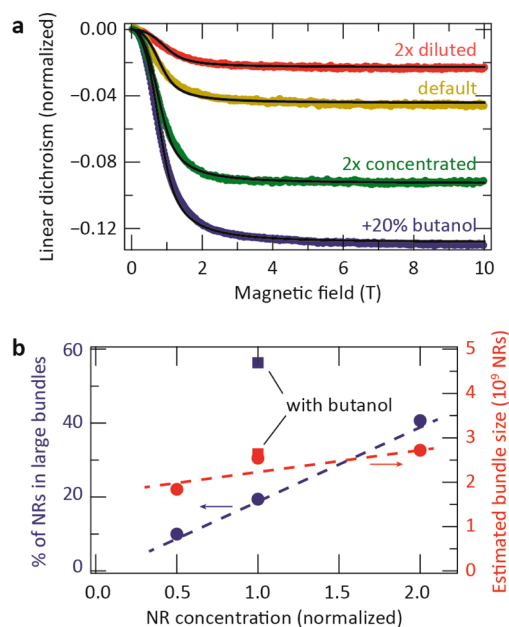 a
Linear dichroism (normalized)
0.00
-0.04
-0.08
-0.12
2x diluted
default
2x concentrated
+20% butanol
0 2 4 6 8 10
Magnetic field (T)
b
% of NRs in large bundles
60
40
20
0
with butanol
5
4
3
2
1
0
Estimated bundle size (10⁹ NRs)
0.0 0.5 1.0 1.5 2.0
NR concentration (normalized)